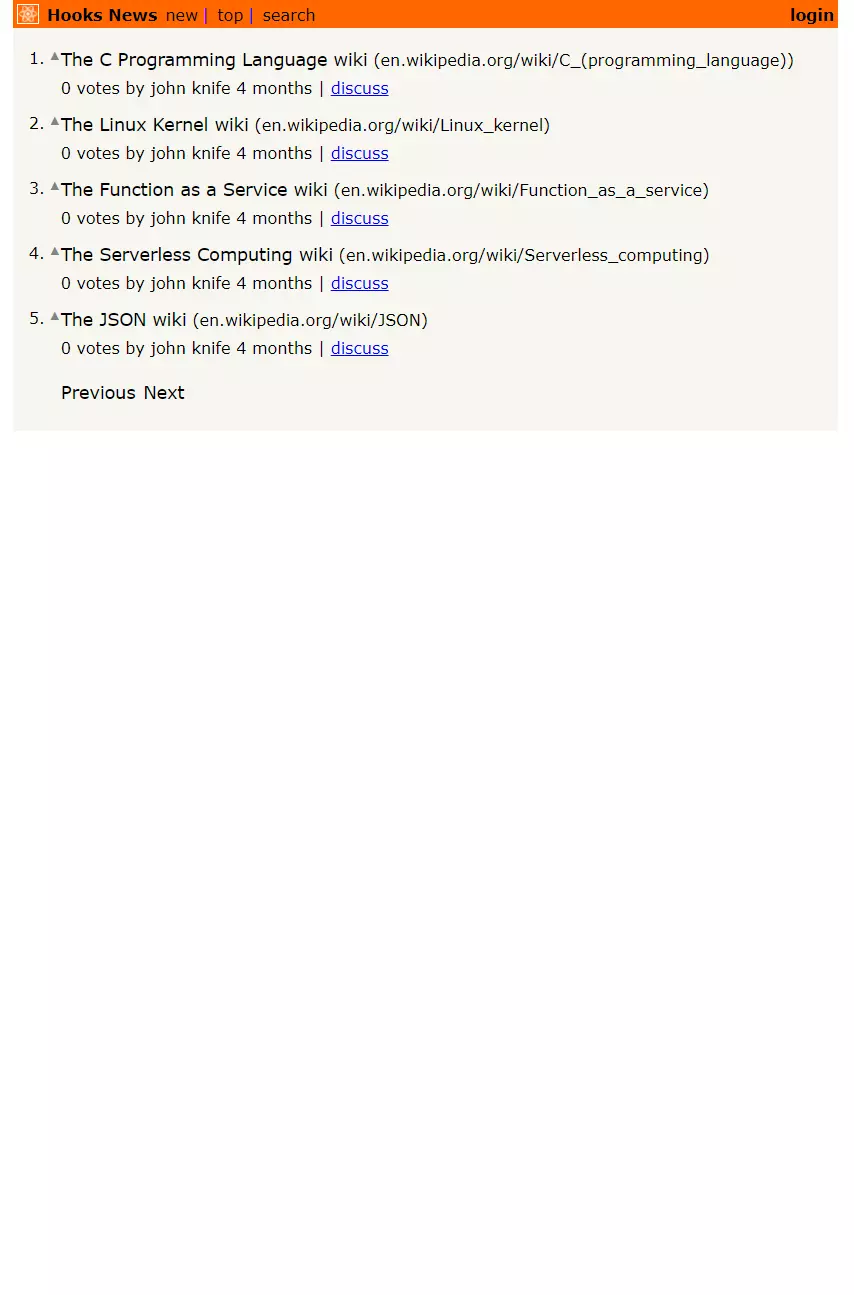 Hooks News new | top | search login
1. ▲The C Programming Language wiki (en.wikipedia.org/wiki/C_(programming_language))
0 votes by john knife 4 months | discuss
2. ▲The Linux Kernel wiki (en.wikipedia.org/wiki/Linux_kernel)
0 votes by john knife 4 months | discuss
3. ▲The Function as a Service wiki (en.wikipedia.org/wiki/Function_as_a_service)
0 votes by john knife 4 months | discuss
4. ▲The Serverless Computing wiki (en.wikipedia.org/wiki/Serverless_computing)
0 votes by john knife 4 months | discuss
5. ▲The JSON wiki (en.wikipedia.org/wiki/JSON)
0 votes by john knife 4 months | discuss
Previous Next